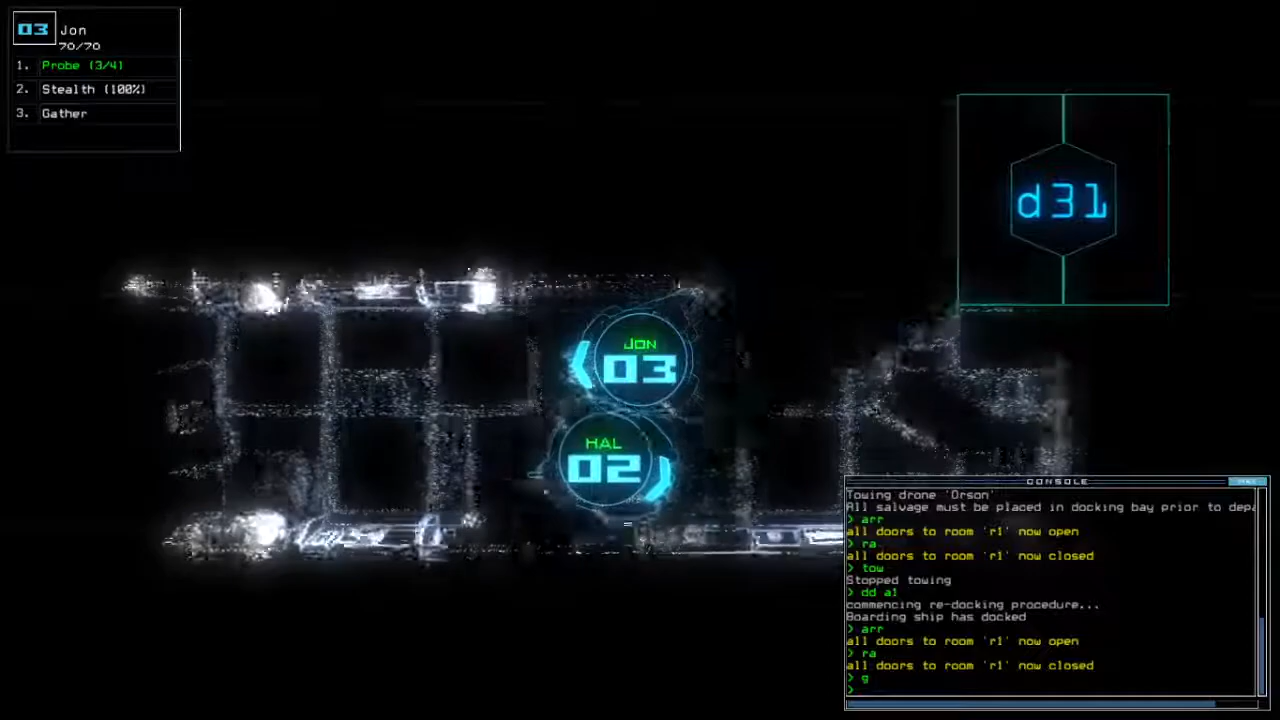 03 Jon
70/70
1. Probe (3/4)
2. Stealth (100%)
3. Gather
d31
JON
03
HAL
02
CONSOLE
Towing drone 'Orson'
All salvage must be placed in docking bay prior to depa
> arr
all doors to room 'r1' now open
> ra
all doors to room 'r1' now closed
> tow
Stopped towing
> dd a1
commencing re-docking procedure...
Boarding ship has docked
> arr
all doors to room 'r1' now open
> ra
all doors to room 'r1' now closed
> g
>